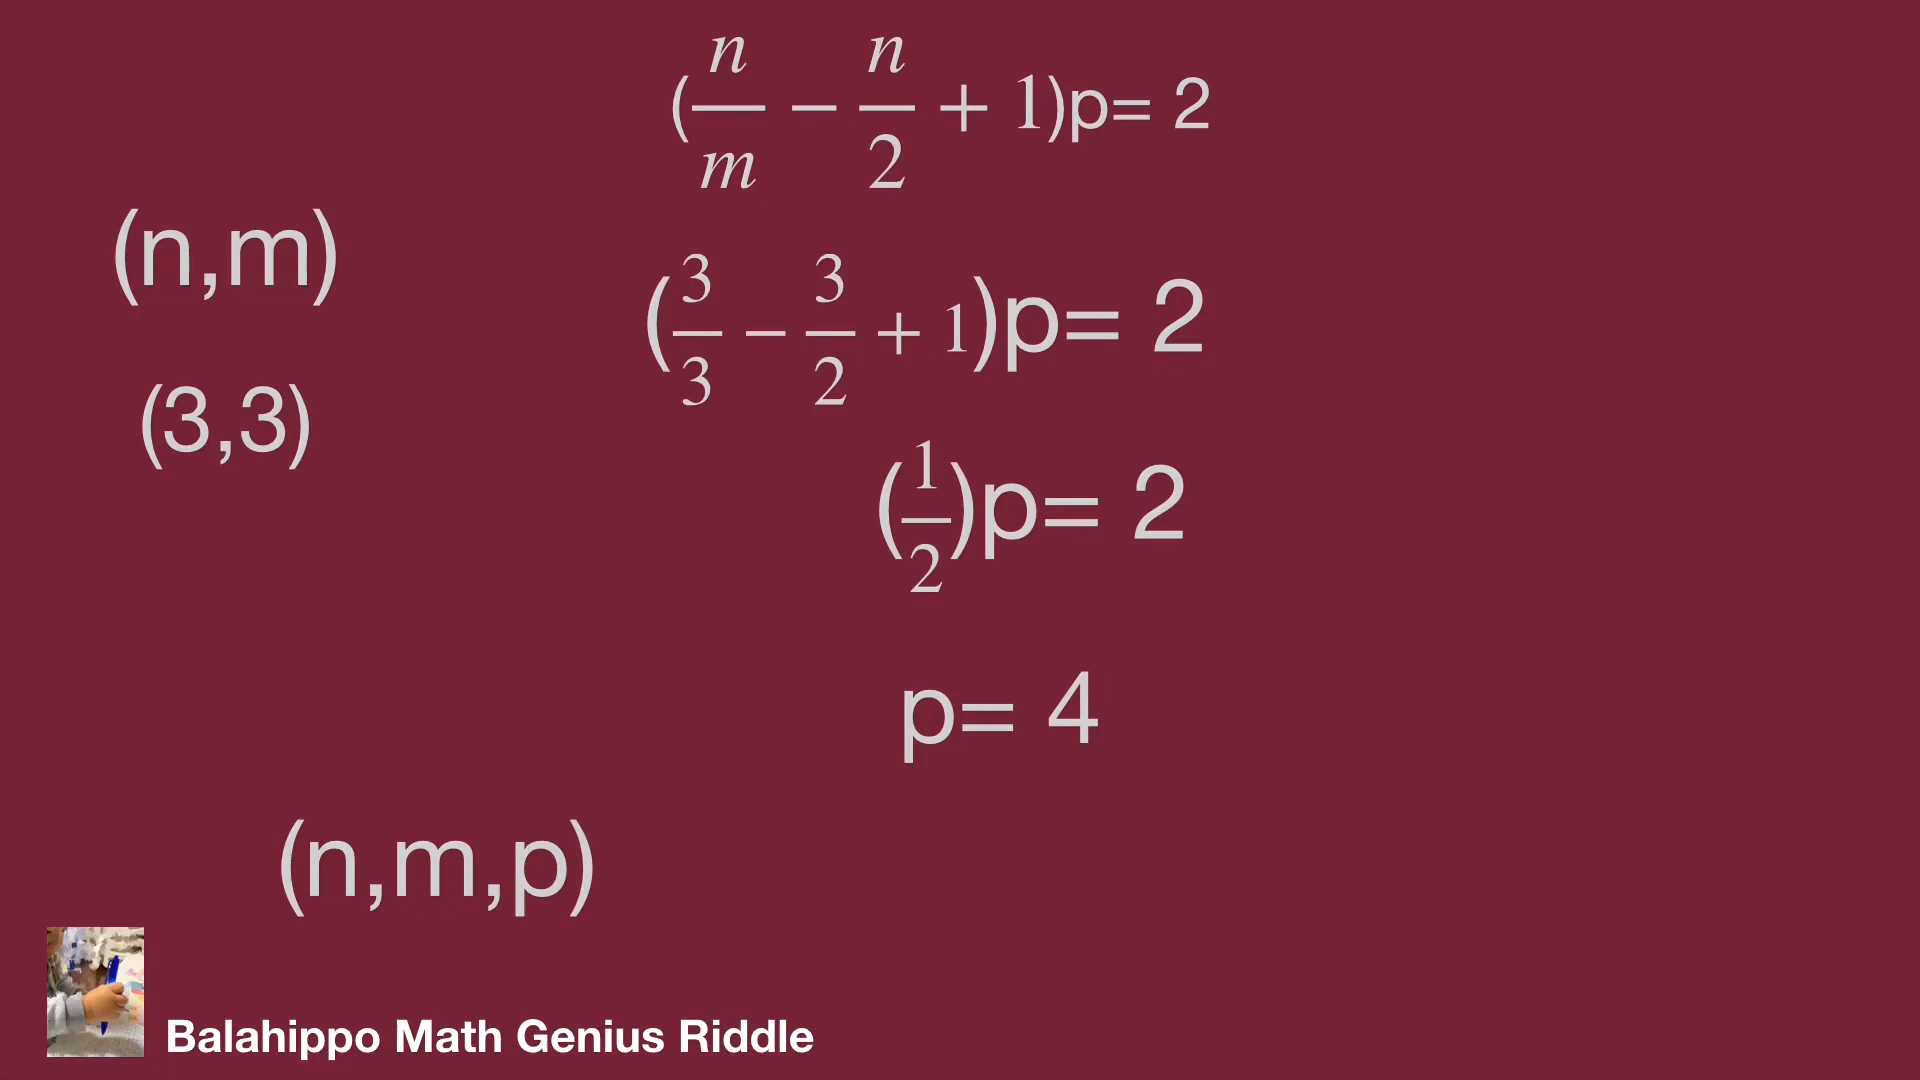 (n/m − n/2 + 1)p= 2
(n,m)
(3/3 − 3/2 + 1)p= 2
(3,3)
(1/2)p= 2
p= 4
(n,m,p)
Balahippo Math Genius Riddle